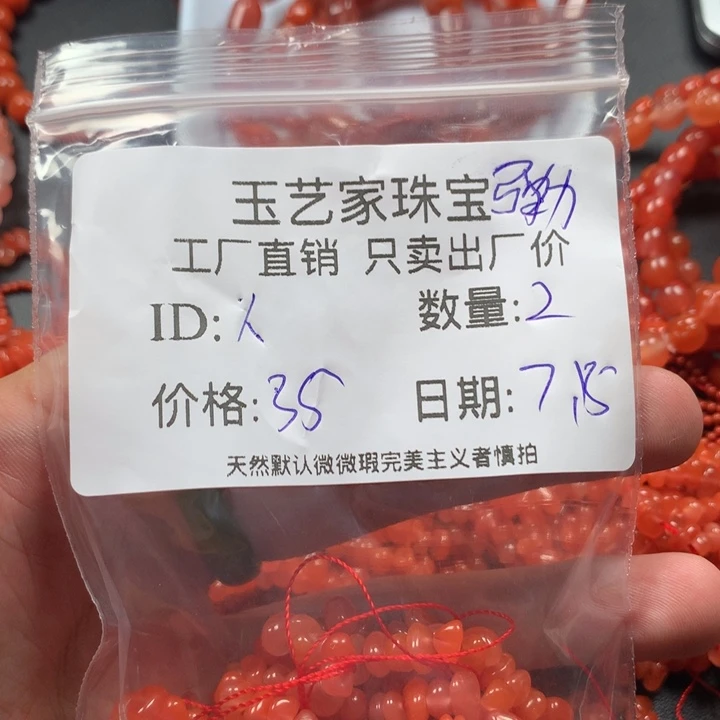 玉艺家珠宝
工厂直销 只卖出厂价
ID:人 数量:2
价格:35 日期:7.15
天然默认微微瑕完美主义者慎拍